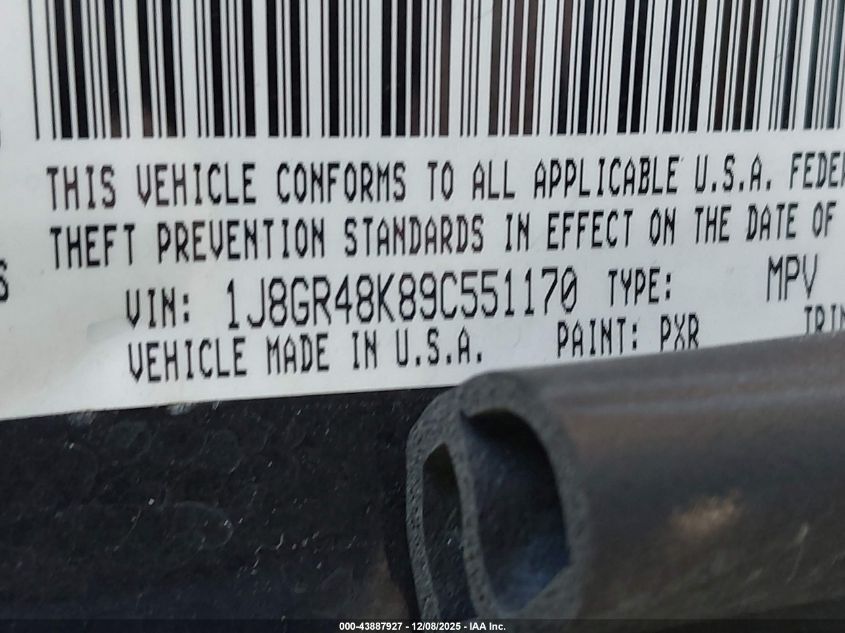 THIS VEHICLE CONFORMS TO ALL APPLICABLE U.S.A.
THEFT PREVENTION STANDARDS IN EFFECT ON THE DATE OF
VIN: 1J8GR48K89C551170 TYPE: MPV
VEHICLE MADE IN U.S.A. PAINT: PXR
000-43887927 - 12/08/2025 - IAA Inc.